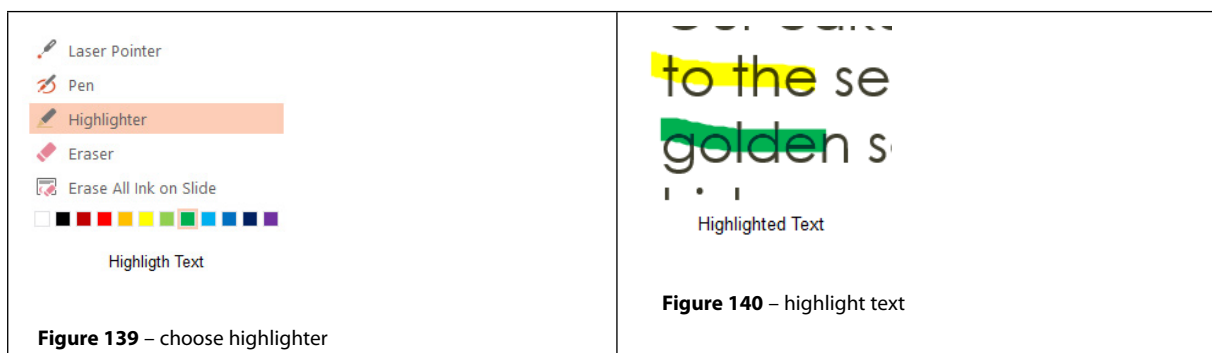 Laser Pointer
Pen
Highlighter
Eraser
Erase All Ink on Slide
Highligth Text
Figure 139 – choose highlighter
to the se
golden s
Highlighted Text
Figure 140 – highlight text